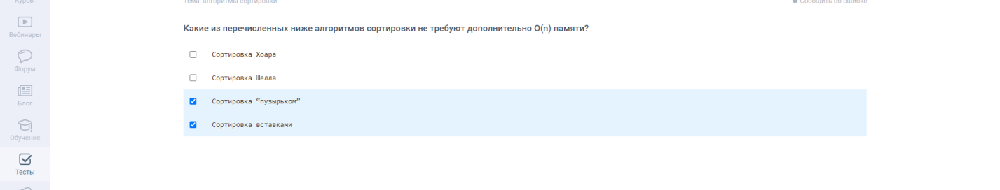 Курсы
Тема: алгоритмы сортировки
Сообщить об ошибке
Вебинары
Форум
Блог
Обучение
Тесты
Какие из перечисленных ниже алгоритмов сортировки не требуют дополнительно O(n) памяти?
Сортировка Хоара
Сортировка Шелла
Сортировка “пузырьком”
Сортировка вставками